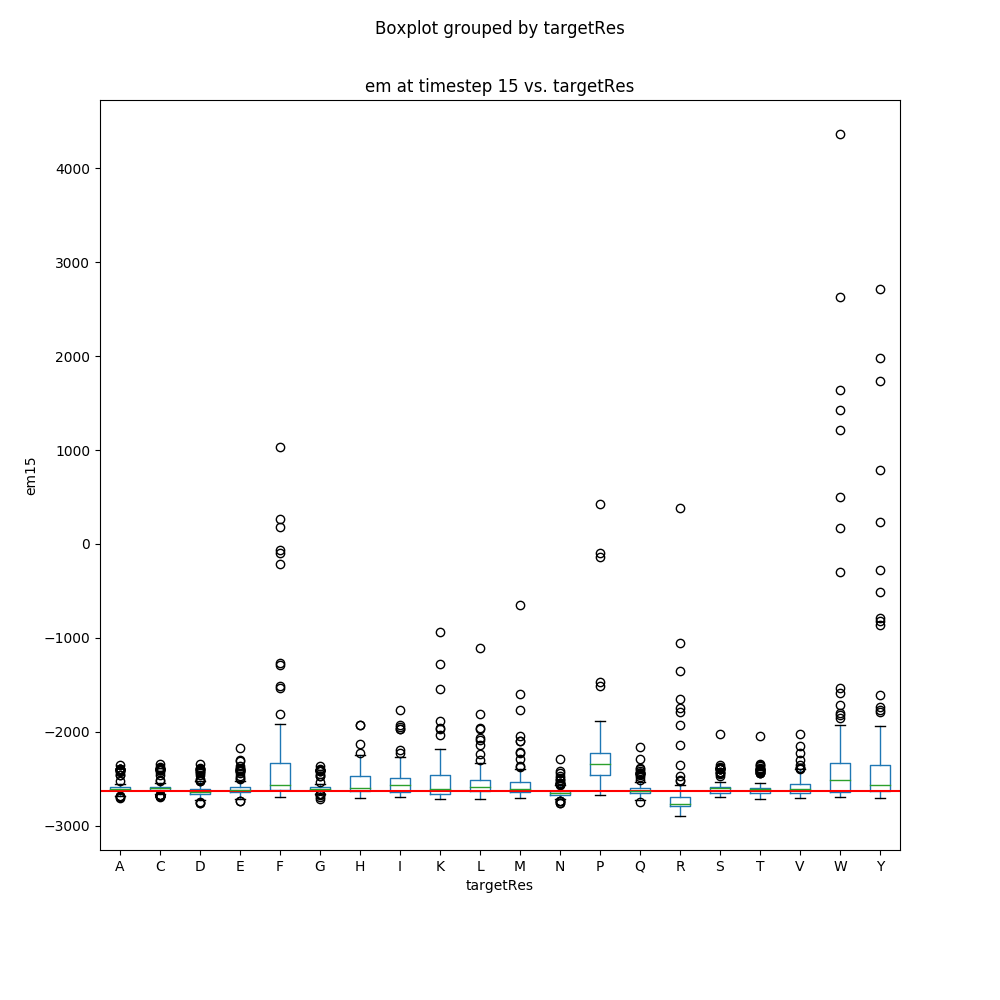 Boxplot grouped by targetRes
em at timestep 15 vs. targetRes
4000
3000
2000
1000
0
−1000
−2000
−3000
em15
A C D E F G H I K L M N P Q R S T V W Y
targetRes